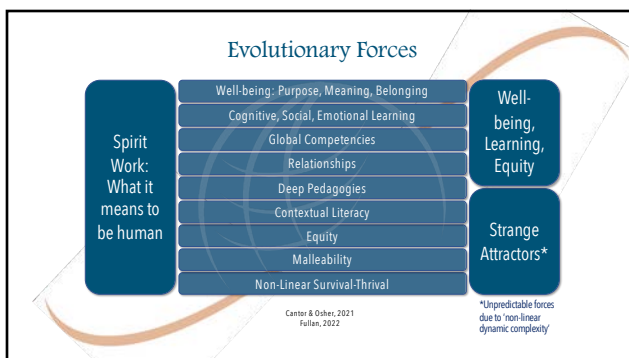 Evolutionary Forces
Spirit
Work:
What it
means to
be human
Well-being: Purpose, Meaning, Belonging
Cognitive, Social, Emotional Learning
Global Competencies
Relationships
Deep Pedagogies
Contextual Literacy
Equity
Malleability
Non-Linear Survival-Thrival
Well-
being,
Learning,
Equity
Strange
Attractors*
Cantor & Osher, 2021
Fullan, 2022
*Unpredictable forces
due to ‘non-linear
dynamic complexity’